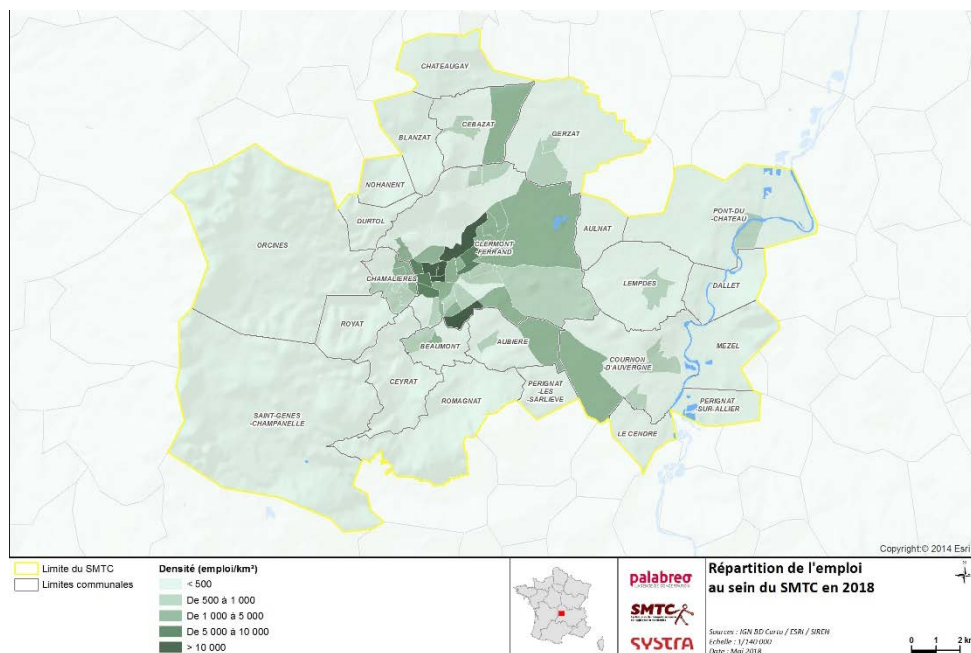 CHATEAUGAY
CEBAZAT
BLANZAT
GERZAT
NOHANENT
DURTOL
ORCINES
AULNAT
PONT-DU
-CHATEAU
CLERMONT
-FERRAND
CHAMALIERES
LEMPDES
DALLET
ROYAT
MEZEL
BEAUMONT
AUBIERE
COURNON
-D'AUVERGNE
CEYRAT
PERIGNAT
-LES
-SARLIEVE
PERIGNAT
SUR-ALLIER
ROMAGNAT
SAINT-GENES
-CHAMPANELLE
LE CENDRE
Copyright:© 2014 Esri
Limite du SMTC
Limites communales
Densité (emploi/km²)
< 500
De 500 à 1 000
De 1 000 à 5 000
De 5 000 à 10 000
> 10 000
palabreo
SMTC
SYSTRA
Répartition de l'emploi
au sein du SMTC en 2018
Sources : IGN BD Carto / ESRI / SIREN
Echelle : 1/140 000
Date : Mai 2018
0 1 2 km